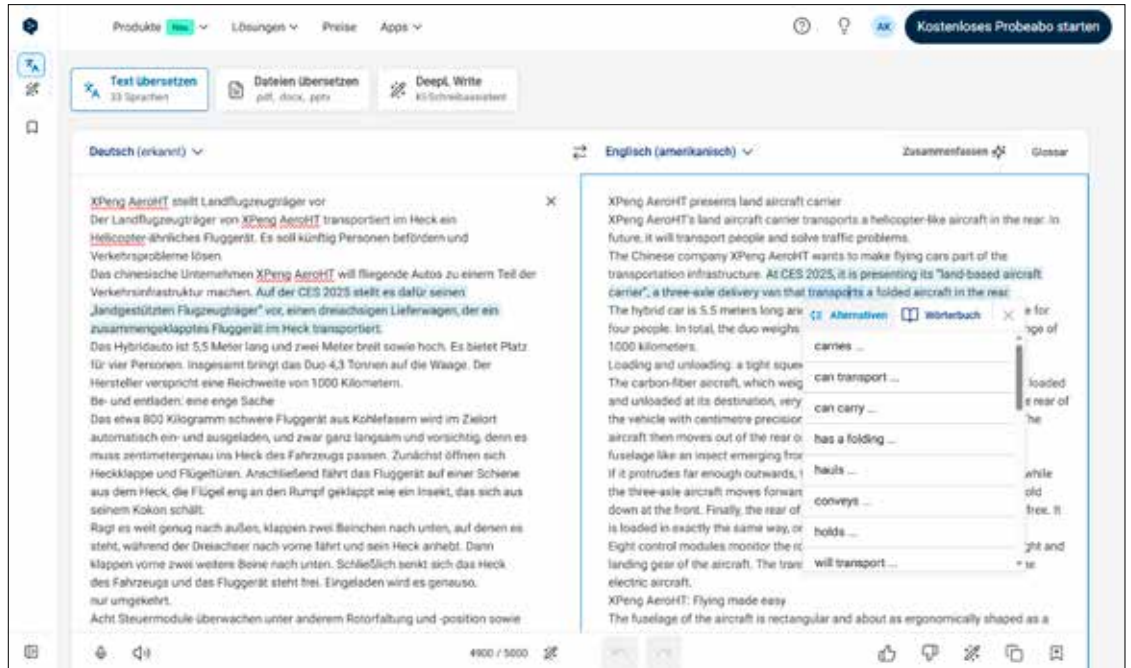 Produkte Neu Lösungen Preise Apps
AK Kostenloses Probeabo starten
Text übersetzen
33 Sprachen
Dateien übersetzen
.pdf, .docx, .pptx
DeepL Write
KI-Schreibassistent
Deutsch (erkannt)
Englisch (amerikanisch)
Zusammenfassen
Glossar
XPeng AeroHT stellt Landflugzeugträger vor
Der Landflugzeugträger von XPeng AeroHT transportiert im Heck ein
Helicopter-ähnliches Fluggerät. Es soll künftig Personen befördern und
Verkehrsprobleme lösen.
Das chinesische Unternehmen XPeng AeroHT will fliegende Autos zu einem Teil der
Verkehrsinfrastruktur machen. Auf der CES 2025 stellt es dafür seinen
„landgestützten Flugzeugträger" vor, einen dreiachsigen Lieferwagen, der ein
zusammengeklapptes Fluggerät im Heck transportiert.
Das Hybridauto ist 5,5 Meter lang und zwei Meter breit sowie hoch. Es bietet Platz
für vier Personen. Insgesamt bringt das Duo 4,3 Tonnen auf die Waage. Der
Hersteller verspricht eine Reichweite von 1000 Kilometern.
Be- und entladen: eine enge Sache
Das etwa 800 Kilogramm schwere Fluggerät aus Kohlefasern wird im Zielort
automatisch ein- und ausgeladen, und zwar ganz langsam und vorsichtig, denn es
muss zentimetergenau ins Heck des Fahrzeugs passen. Zunächst öffnen sich
Heckklappe und Flügeltüren. Anschließend fährt das Fluggerät auf einer Schiene
aus dem Heck, die Flügel eng an den Rumpf geklappt wie ein Insekt, das sich aus
seinem Kokon schält.
Ragt es weit genug nach außen, klappen zwei Beinchen nach unten, auf denen es
steht, während der Dreiachser nach vorne fährt und sein Heck anhebt. Dann
klappen vorne zwei weitere Beine nach unten. Schließlich senkt sich das Heck
des Fahrzeugs und das Fluggerät steht frei. Eingeladen wird es genauso,
nur umgekehrt.
Acht Steuermodule überwachen unter anderem Rotorfaltung und -position sowie
4900 / 5000
XPeng AeroHT presents land aircraft carrier
XPeng AeroHT's land aircraft carrier transports a helicopter-like aircraft in the rear. In
future, it will transport people and solve traffic problems.
The Chinese company XPeng AeroHT wants to make flying cars part of the
transportation infrastructure. At CES 2025, it is presenting its "land-based aircraft
carrier", a three-axle delivery van that transports a folded aircraft in the rear.
The hybrid car is 5.5 meters long an
e for
four people. In total, the duo weighs
nge of
1000 kilometers.
Loading and unloading: a tight squee
The carbon-fiber aircraft, which weig
loaded
and unloaded at its destination, very
e rear of
the vehicle with centimetre precision
he
aircraft then moves out of the rear o
fuselage like an insect emerging fro
If it protrudes far enough outwards, t
while
the three-axle aircraft moves forwar
old
down at the front. Finally, the rear of
free. It
is loaded in exactly the same way, o
Eight control modules monitor the ro
ght and
landing gear of the aircraft. The tran
electric aircraft.
XPeng AeroHT: Flying made easy
The fuselage of the aircraft is rectangular and about as ergonomically shaped as a
Alternativen Wörterbuch
carries ...
can transport ...
can carry ...
has a folding ...
hauls ...
conveys ...
holds ...
will transport ...